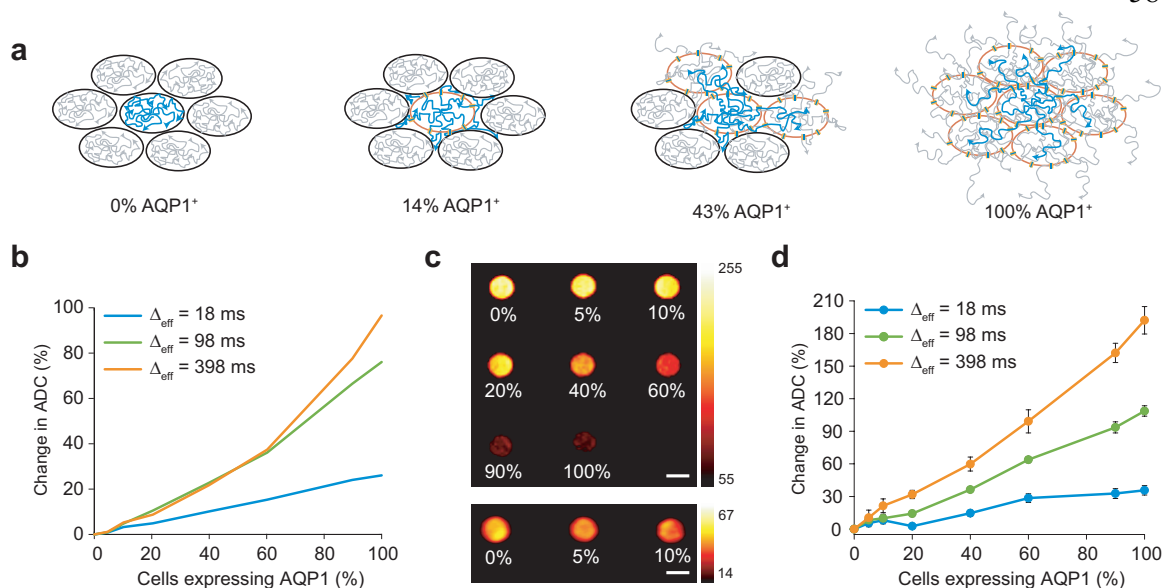 a
0% AQP1⁺
14% AQP1⁺
43% AQP1⁺
100% AQP1⁺
b
Change in ADC (%)
100
80
60
40
20
0
Δeff = 18 ms
Δeff = 98 ms
Δeff = 398 ms
0 20 40 60 80 100
Cells expressing AQP1 (%)
c
0% 5% 10%
20% 40% 60%
90% 100%
255
55
0% 5% 10%
67
14
d
Change in ADC (%)
210
180
150
120
90
60
30
0
Δeff = 18 ms
Δeff = 98 ms
Δeff = 398 ms
0 20 40 60 80 100
Cells expressing AQP1 (%)